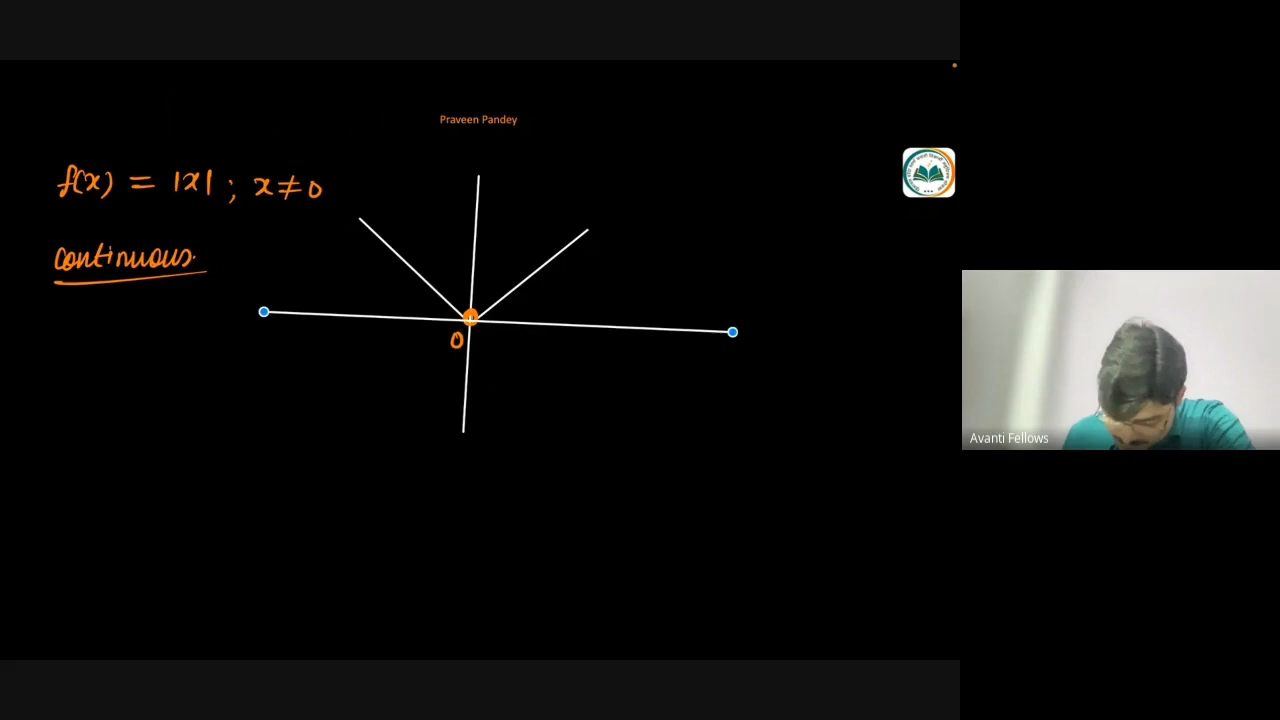 Praveen Pandey
f(x) = |x| ; x ≠ 0
continuous.
0
Avanti Fellows